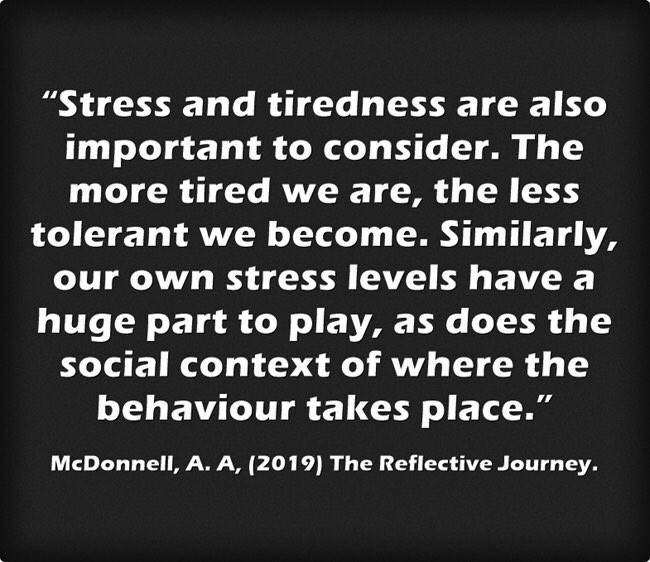 “Stress and tiredness are also
important to consider. The
more tired we are, the less
tolerant we become. Similarly,
our own stress levels have a
huge part to play, as does the
social context of where the
behaviour takes place.”
McDonnell, A. A, (2019) The Reflective Journey.